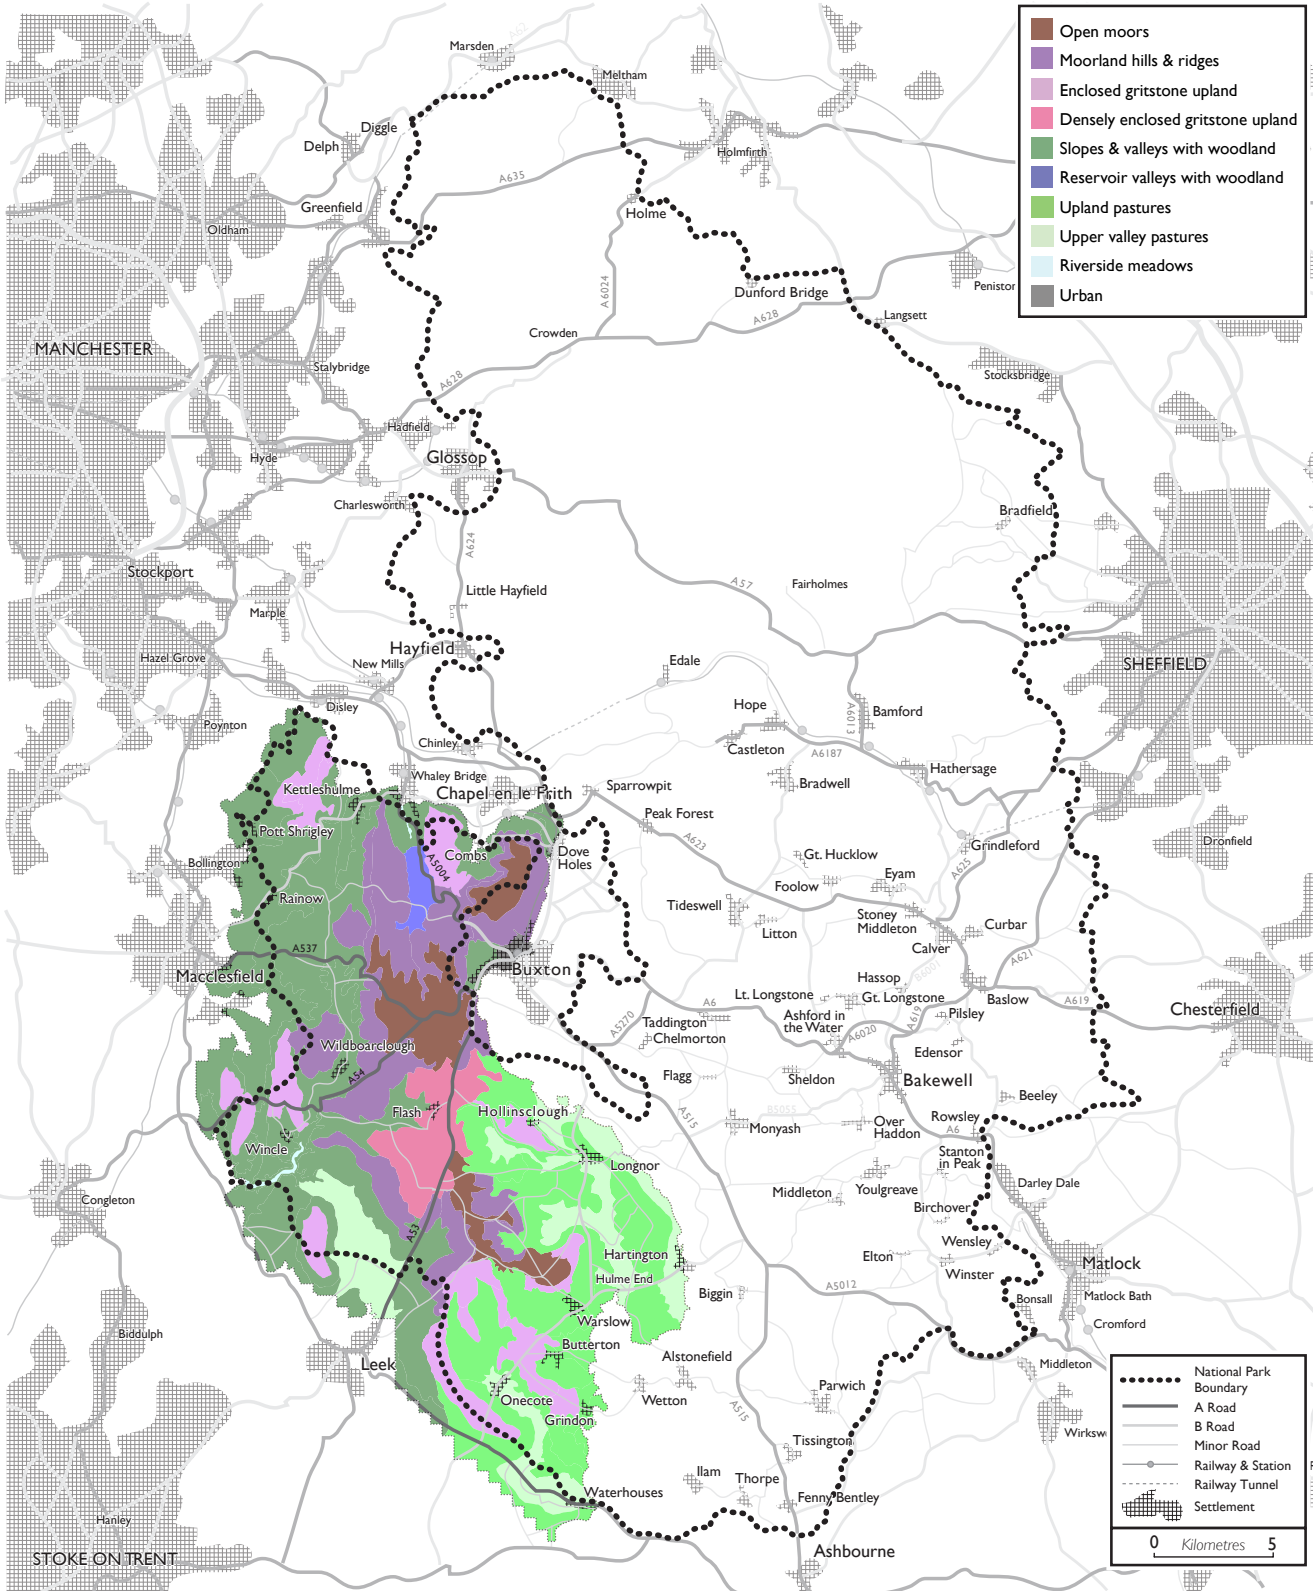 Open moors
Moorland hills & ridges
Enclosed gritstone upland
Densely enclosed gritstone upland
Slopes & valleys with woodland
Reservoir valleys with woodland
Upland pastures
Upper valley pastures
Riverside meadows
Urban
A62
Marsden
Meltham
Diggle
Delph
Holmfirth
A635
Greenfield
Holme
Oldham
A6024
Dunford Bridge
Peniston
A628
Langsett
Crowden
MANCHESTER
Stalybridge
A628
Stocksbridge
Hadfield
Hyde
Glossop
Charlesworth
Bradfield
A624
Stockport
A57
Fairholmes
Little Hayfield
Marple
Hayfield
Hazel Grove
New Mills
Edale
SHEFFIELD
Disley
Hope
Bamford
A6013
Poynton
Chinley
Castleton
A6187
Hathersage
Whaley Bridge
Bradwell
Kettleshulme
Chapel en le Frith
Sparrowpit
Peak Forest
Pott Shrigley
A623
Grindleford
Dronfield
Bollington
Combs
A5004
Dove
Holes
Gt. Hucklow
A625
Foolow
Eyam
Rainow
Tideswell
Stoney
Middleton
Litton
Curbar
Calver
A537
A621
Macclesfield
Buxton
Hassop
B6001
Lt. Longstone
Gt. Longstone
Baslow
A619
A6
Chesterfield
Ashford in
the Water
A619
Pilsley
A5270
Taddington
Chelmorton
A6020
Wildboarclough
Edensor
A54
Flagg
Sheldon
Bakewell
Beeley
Flash
Hollinsclough
A515
B5055
Monyash
Over
Haddon
Rowsley
A6
Wincle
Longnor
Stanton
in Peak
Congleton
Middleton
Youlgreave
Darley Dale
Birchover
A53
Hartington
Wensley
Elton
Matlock
Hulme End
Winster
A5012
Biggin
Matlock Bath
Bonsall
Warslow
Cromford
Biddulph
Butterton
Leek
Alstonefield
Middleton
Parwich
Onecote
Wetton
A515
Grindon
Wirksw
Tissington
Ilam
Thorpe
Waterhouses
Fenny Bentley
Hanley
STOKE ON TRENT
Ashbourne
National Park
Boundary
A Road
B Road
Minor Road
Railway & Station
Railway Tunnel
Settlement
0
Kilometres
5